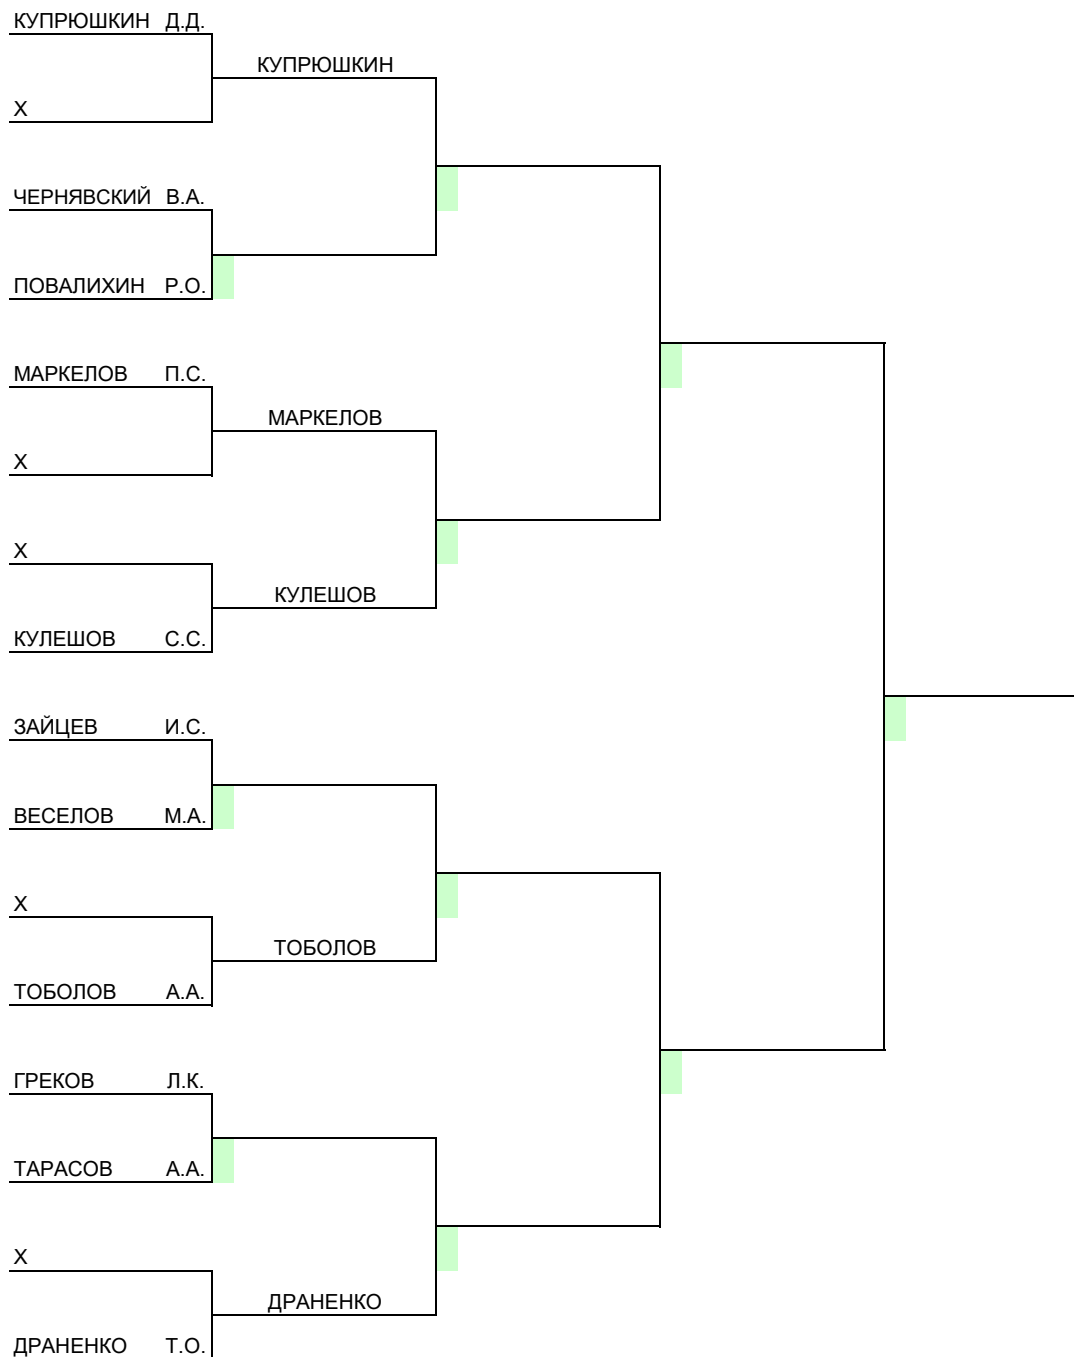 КУПРЮШКИН Д.Д.
КУПРЮШКИН
X
ЧЕРНЯВСКИЙ В.А.
ПОВАЛИХИН Р.О.
МАРКЕЛОВ П.С.
МАРКЕЛОВ
X
X
КУЛЕШОВ
КУЛЕШОВ С.С.
ЗАЙЦЕВ И.С.
ВЕСЕЛОВ М.А.
X
ТОБОЛОВ
ТОБОЛОВ А.А.
ГРЕКОВ Л.К.
ТАРАСОВ А.А.
X
ДРАНЕНКО
ДРАНЕНКО Т.О.